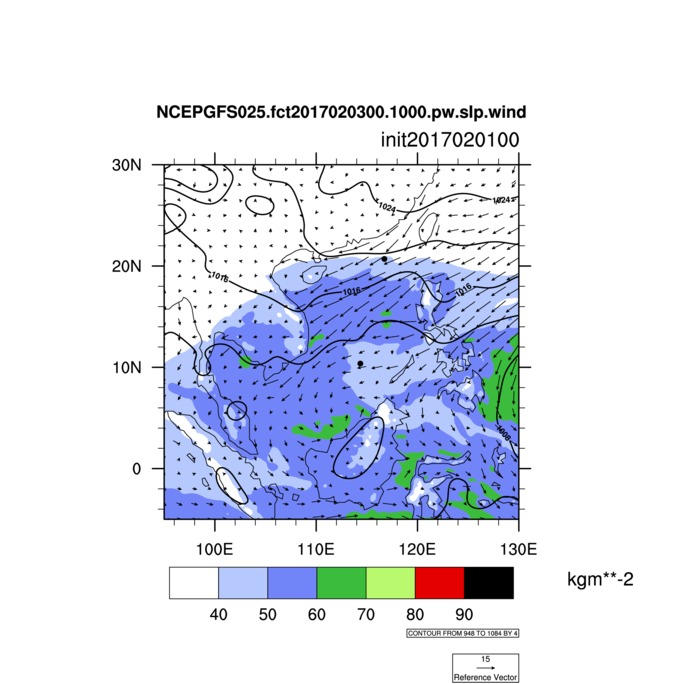 NCEPGFS025.fct2017020300.1000.pw.slp.wind
init2017020100
30N
20N
10N
0
100E 110E 120E 130E
1024
1024
1016
1016
1016
1008
40 50 60 70 80 90
kgm**-2
CONTOUR FROM 948 TO 1084 BY 4
15
Reference Vector